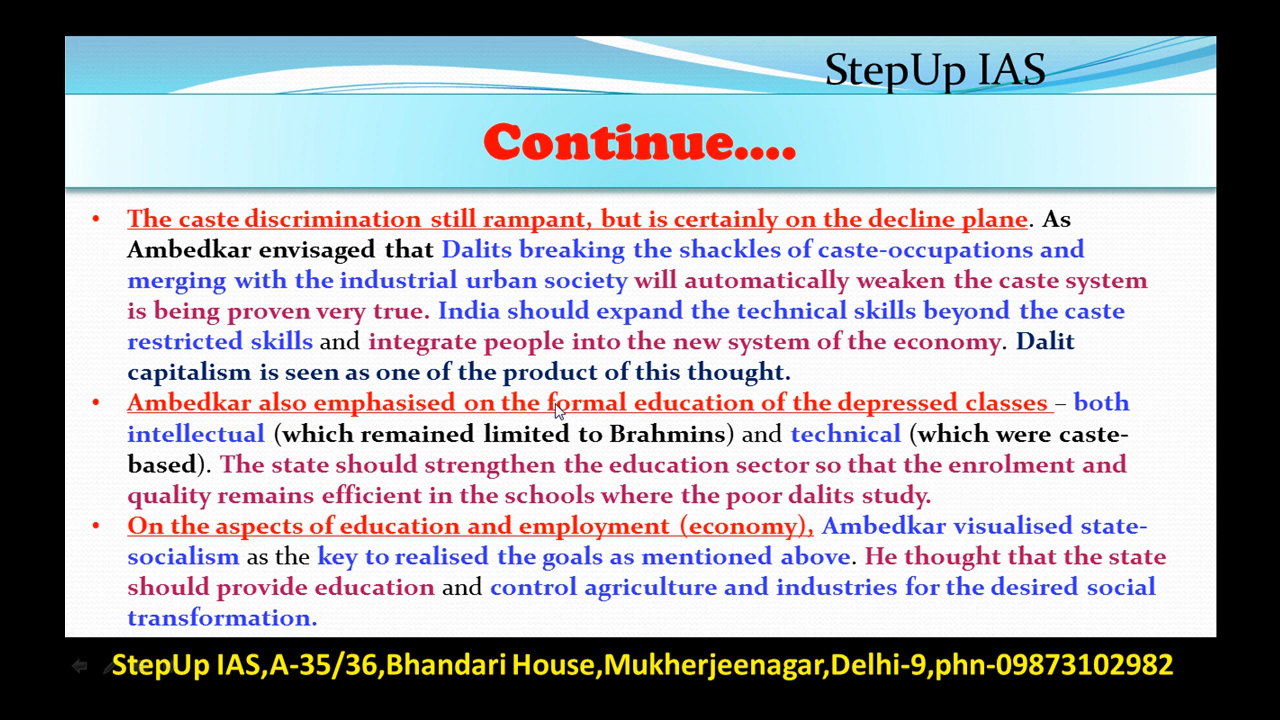 StepUp IAS
Continue....
• The caste discrimination still rampant, but is certainly on the decline plane. As
Ambedkar envisaged that Dalits breaking the shackles of caste-occupations and
merging with the industrial urban society will automatically weaken the caste system
is being proven very true. India should expand the technical skills beyond the caste
restricted skills and integrate people into the new system of the economy. Dalit
capitalism is seen as one of the product of this thought.
• Ambedkar also emphasised on the formal education of the depressed classes – both
intellectual (which remained limited to Brahmins) and technical (which were caste-
based). The state should strengthen the education sector so that the enrolment and
quality remains efficient in the schools where the poor dalits study.
• On the aspects of education and employment (economy), Ambedkar visualised state-
socialism as the key to realised the goals as mentioned above. He thought that the state
should provide education and control agriculture and industries for the desired social
transformation.
StepUp IAS,A-35/36,Bhandari House,Mukherjeenagar,Delhi-9,phn-09873102982